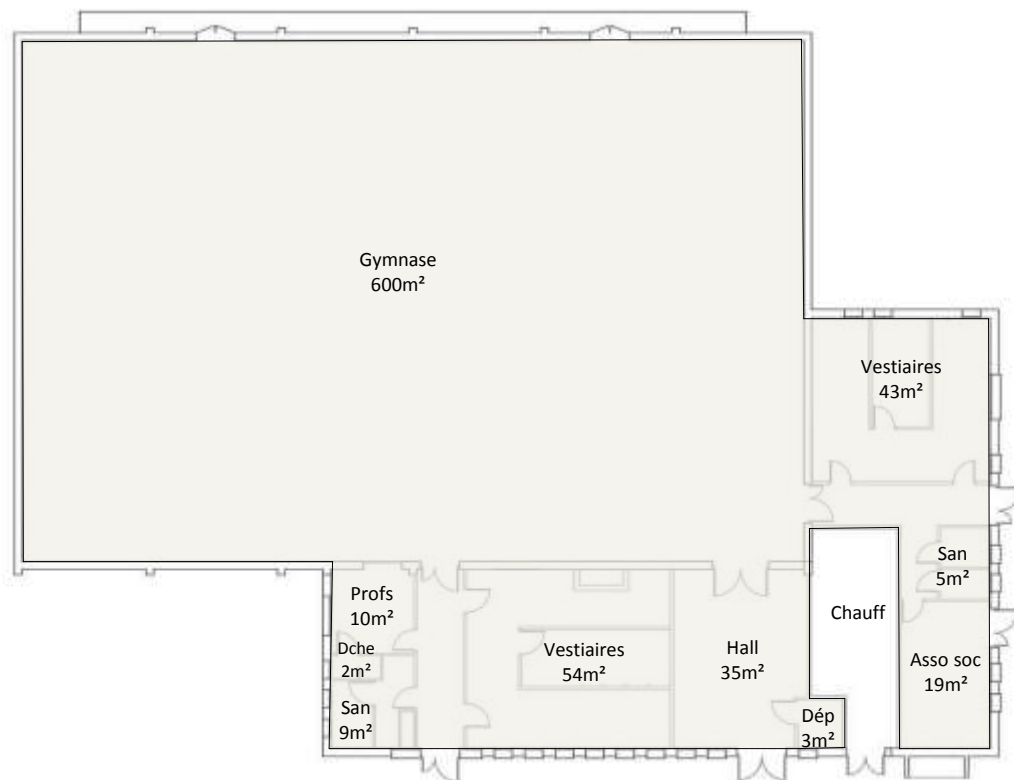 Gymnase
600m²
Vestiaires
43m²
San
5m²
Profs
10m²
Chauff
Dche
2m²
Vestiaires
54m²
Hall
35m²
Asso soc
19m²
San
9m²
Dép
3m²